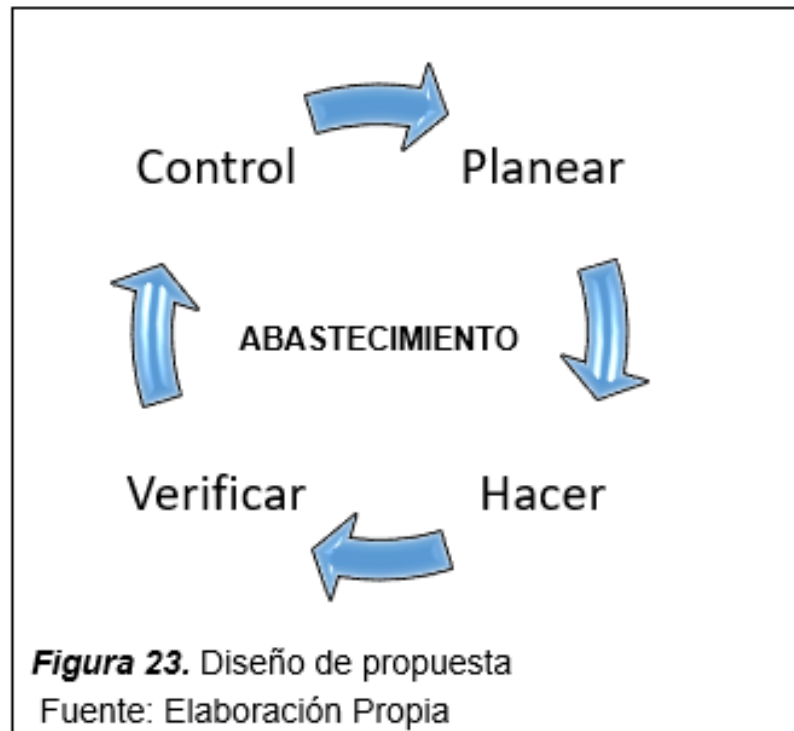 Control Planear
ABASTECIMIENTO
Verificar Hacer
Figura 23. Diseño de propuesta
Fuente: Elaboración Propia